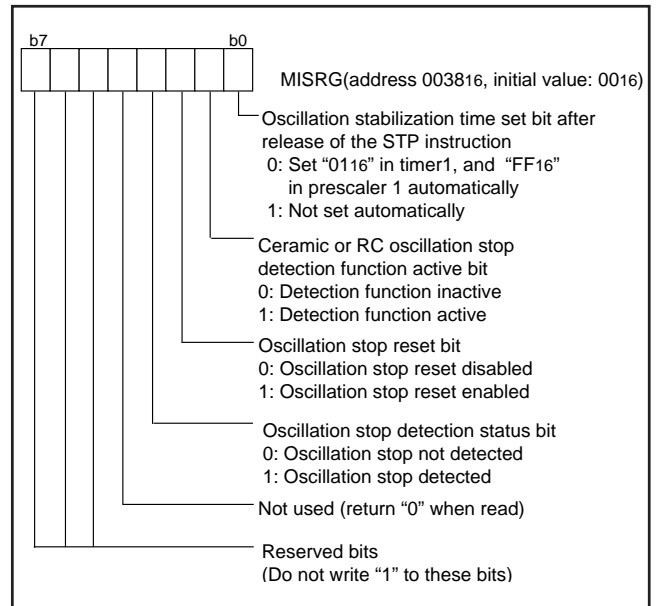 b7 b0
MISRG(address 003816, initial value: 0016)
Oscillation stabilization time set bit after
release of the STP instruction
0: Set “0116” in timer1, and “FF16”
in prescaler 1 automatically
1: Not set automatically
Ceramic or RC oscillation stop
detection function active bit
0: Detection function inactive
1: Detection function active
Oscillation stop reset bit
0: Oscillation stop reset disabled
1: Oscillation stop reset enabled
Oscillation stop detection status bit
0: Oscillation stop not detected
1: Oscillation stop detected
Not used (return “0” when read)
Reserved bits
(Do not write “1” to these bits)